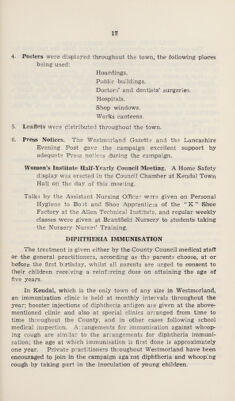 17
4. Posters were displayed throughout the town, the following places
being used:
Hoardings.
Public buildings.
Doctors' and dentists' surgeries.
Hospitals.
Shop windows.
Works canteens.
5. Leaflets were distributed throughout the town.
6. Press Notices. The Westmorland Gazette and the Lancashire
Evening Post gave the campaign excellent support by
adequate Press notices during the campaign.
Women's Institute Half-Yearly Council Meeting. A Home Safety
display was erected in the Council Chamber at Kendal Town
Hall on the day of this meeting.
Talks by the Assistant Nursing Officer were given on Personal
Hygiene to Boot and Shoe Apprentices of the "K" Shoe
Factory at the Allen Technical Institute, and regular weekly
classes were given at Brantfield Nursery to students taking
the Nursery Nurses' Training.
DIPHTHERIA IMMUNISATION
The treatment is given either by the County Council medical staff
or the general practitioners, according as the parents choose, at or
before the first birthday, whilst all parents are urged to consent to
their children receiving a reinforcing dose on attaining the age of
five years.
In Kendal, which is the only town of any size in Westmorland,
an immunisation clinic is held at monthly intervals throughout the
year; booster injections of diphtheria antigen are given at the above-
mentioned clinic and also at special clinics arranged from time to
time throughout the County, and in other cases following school
medical inspection. Arrangements for immunisation against whoop-
ing cough are similar to the arrangements for diphtheria immuni-
sation; the age at which immunisation is first done is approximately
one year. Private practitioners throughout Westmorland have been
encouraged to join in the campaign against diphtheria and whooping
cough by taking part in the inoculation of young children.